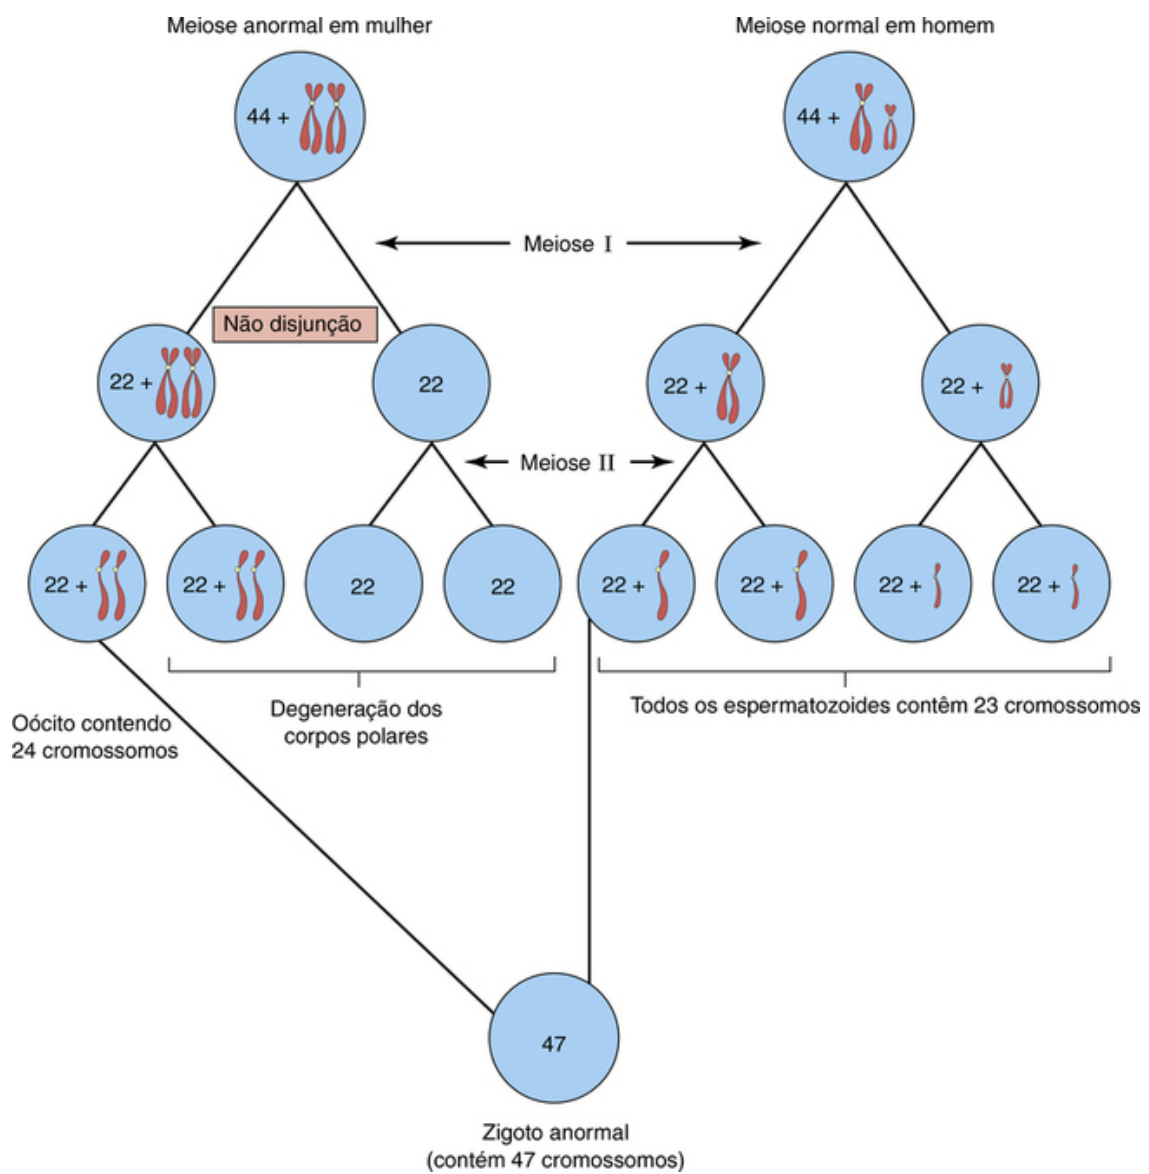 Meiose anormal em mulher
Meiose normal em homem
44 +
44 +
Meiose I
Não disjunção
22 +
22
22 +
22 +
Meiose II
22 +
22 +
22
22
22 +
22 +
22 +
22 +
Oócito contendo
24 cromossomos
Degeneração dos
corpos polares
Todos os espermatozoides contêm 23 cromossomos
47
Zigoto anormal
(contém 47 cromossomos)